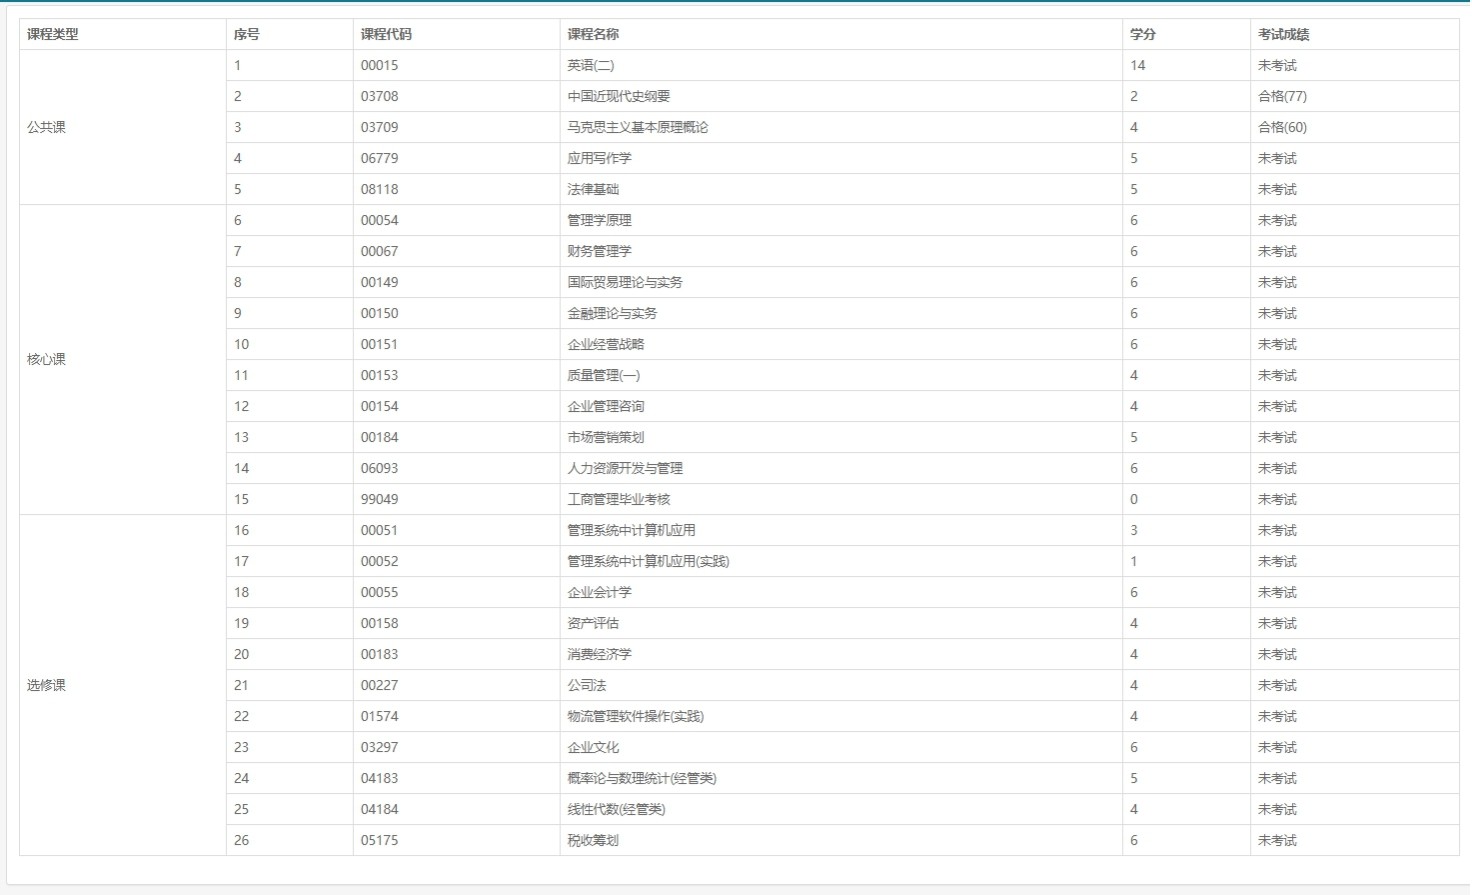 课程类型 序号 课程代码 课程名称 学分 考试成绩
公共课 1 00015 英语(二) 14 未考试
2 03708 中国近现代史纲要 2 合格(77)
3 03709 马克思主义基本原理概论 4 合格(60)
4 06779 应用写作学 5 未考试
5 08118 法律基础 5 未考试
核心课 6 00054 管理学原理 6 未考试
7 00067 财务管理学 6 未考试
8 00149 国际贸易理论与实务 6 未考试
9 00150 金融理论与实务 6 未考试
10 00151 企业经营战略 6 未考试
11 00153 质量管理(一) 4 未考试
12 00154 企业管理咨询 4 未考试
13 00184 市场营销策划 5 未考试
14 06093 人力资源开发与管理 6 未考试
15 99049 工商管理毕业考核 0 未考试
选修课 16 00051 管理系统中计算机应用 3 未考试
17 00052 管理系统中计算机应用(实践) 1 未考试
18 00055 企业会计学 6 未考试
19 00158 资产评估 4 未考试
20 00183 消费经济学 4 未考试
21 00227 公司法 4 未考试
22 01574 物流管理软件操作(实践) 4 未考试
23 03297 企业文化 6 未考试
24 04183 概率论与数理统计(经管类) 5 未考试
25 04184 线性代数(经管类) 4 未考试
26 05175 税收筹划 6 未考试